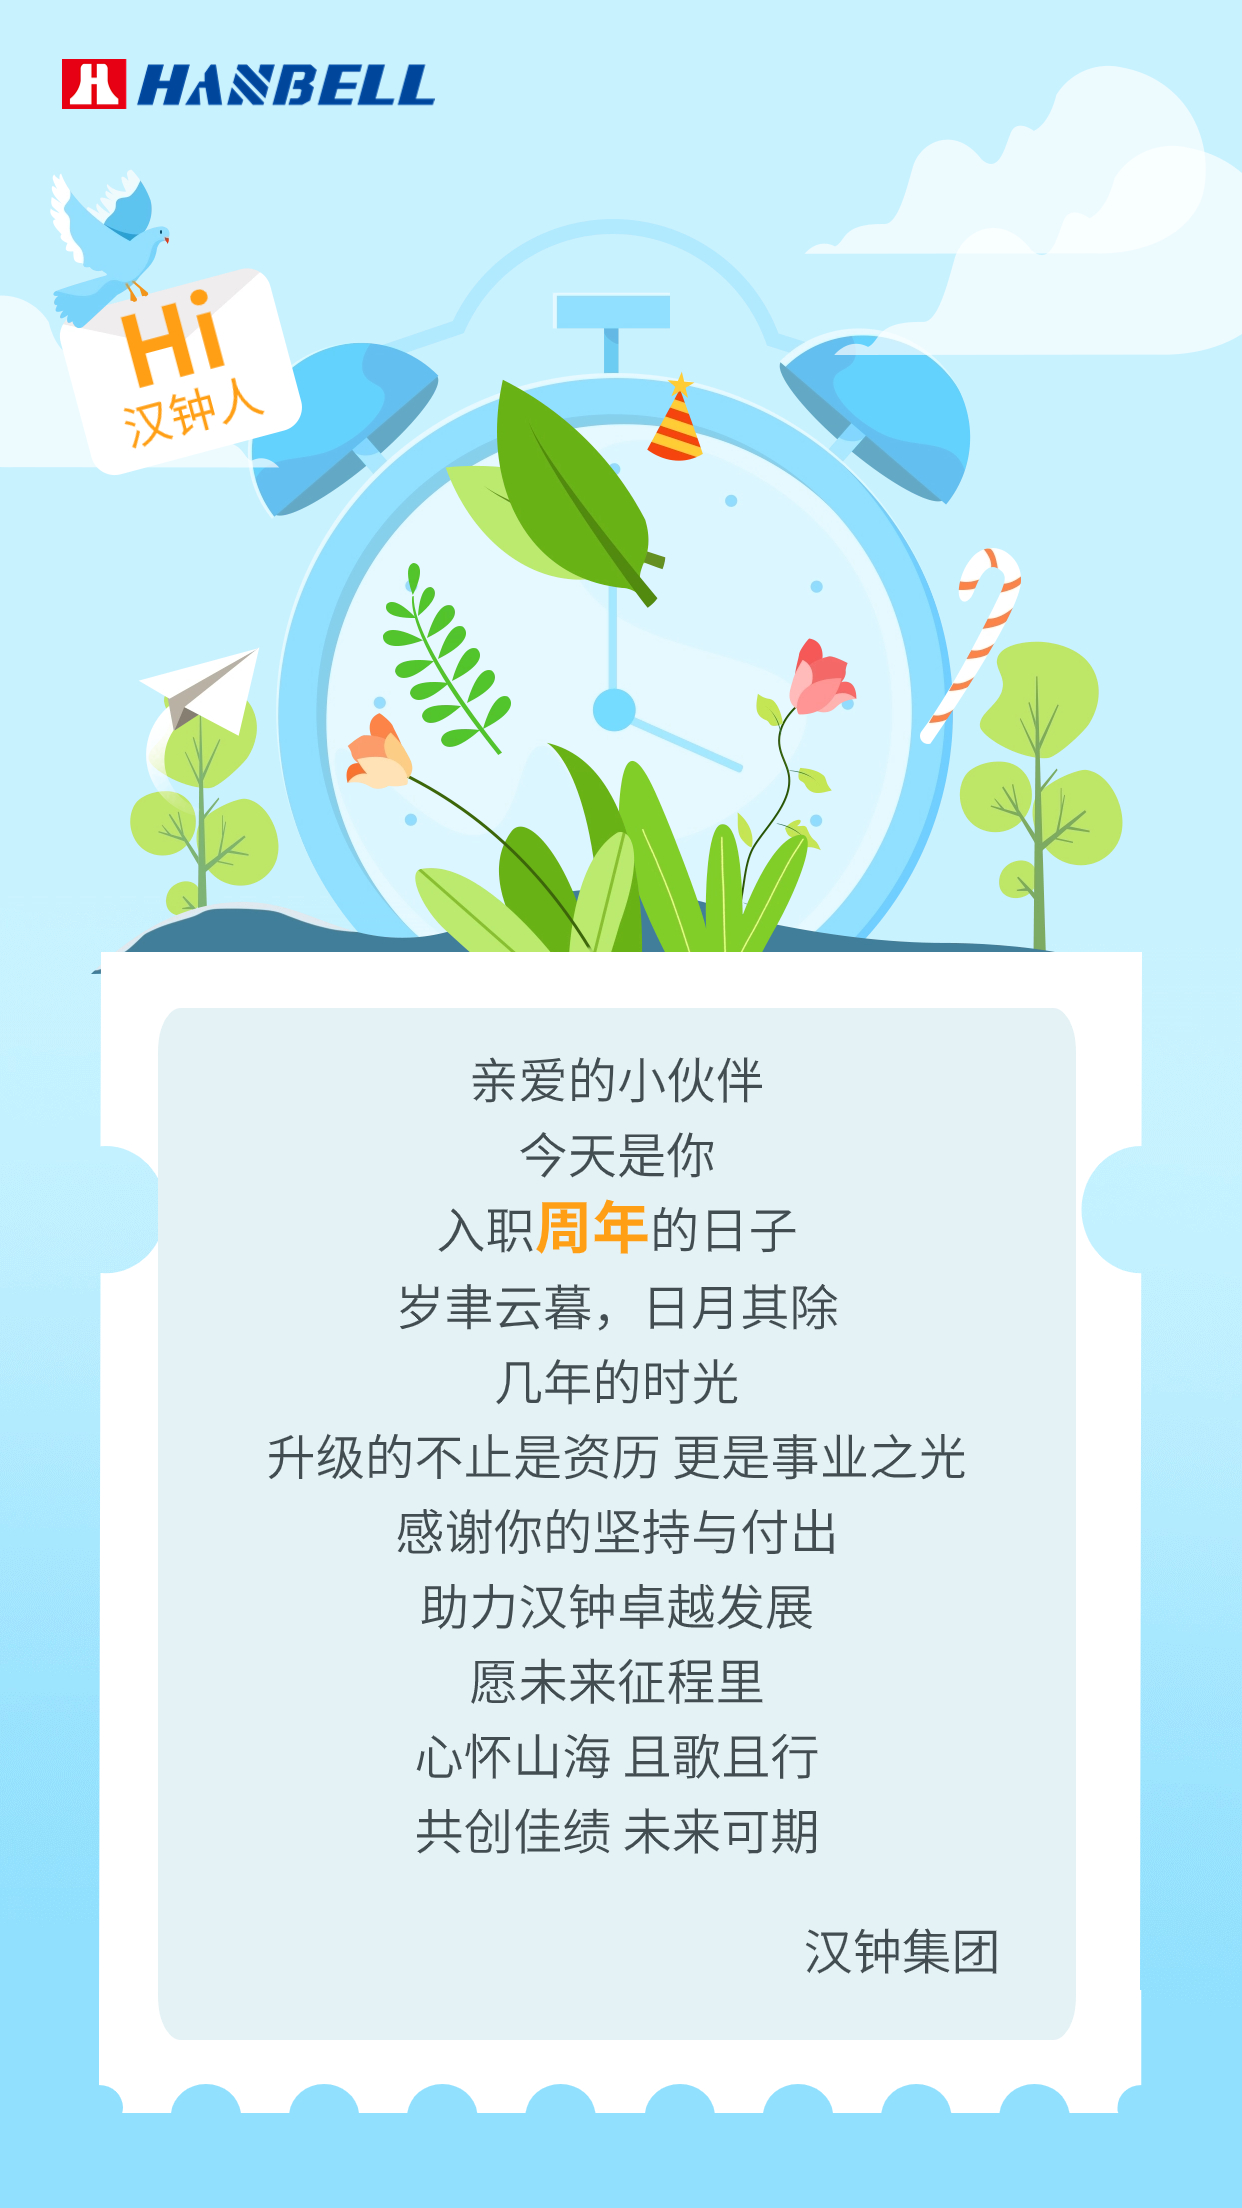 HANBELL
Hi
汉钟人
亲爱的小伙伴
今天是你
入职周年的日子
岁聿云暮，日月其除
几年的时光
升级的不止是资历 更是事业之光
感谢你的坚持与付出
助力汉钟卓越发展
愿未来征程里
心怀山海 且歌且行
共创佳绩 未来可期
汉钟集团